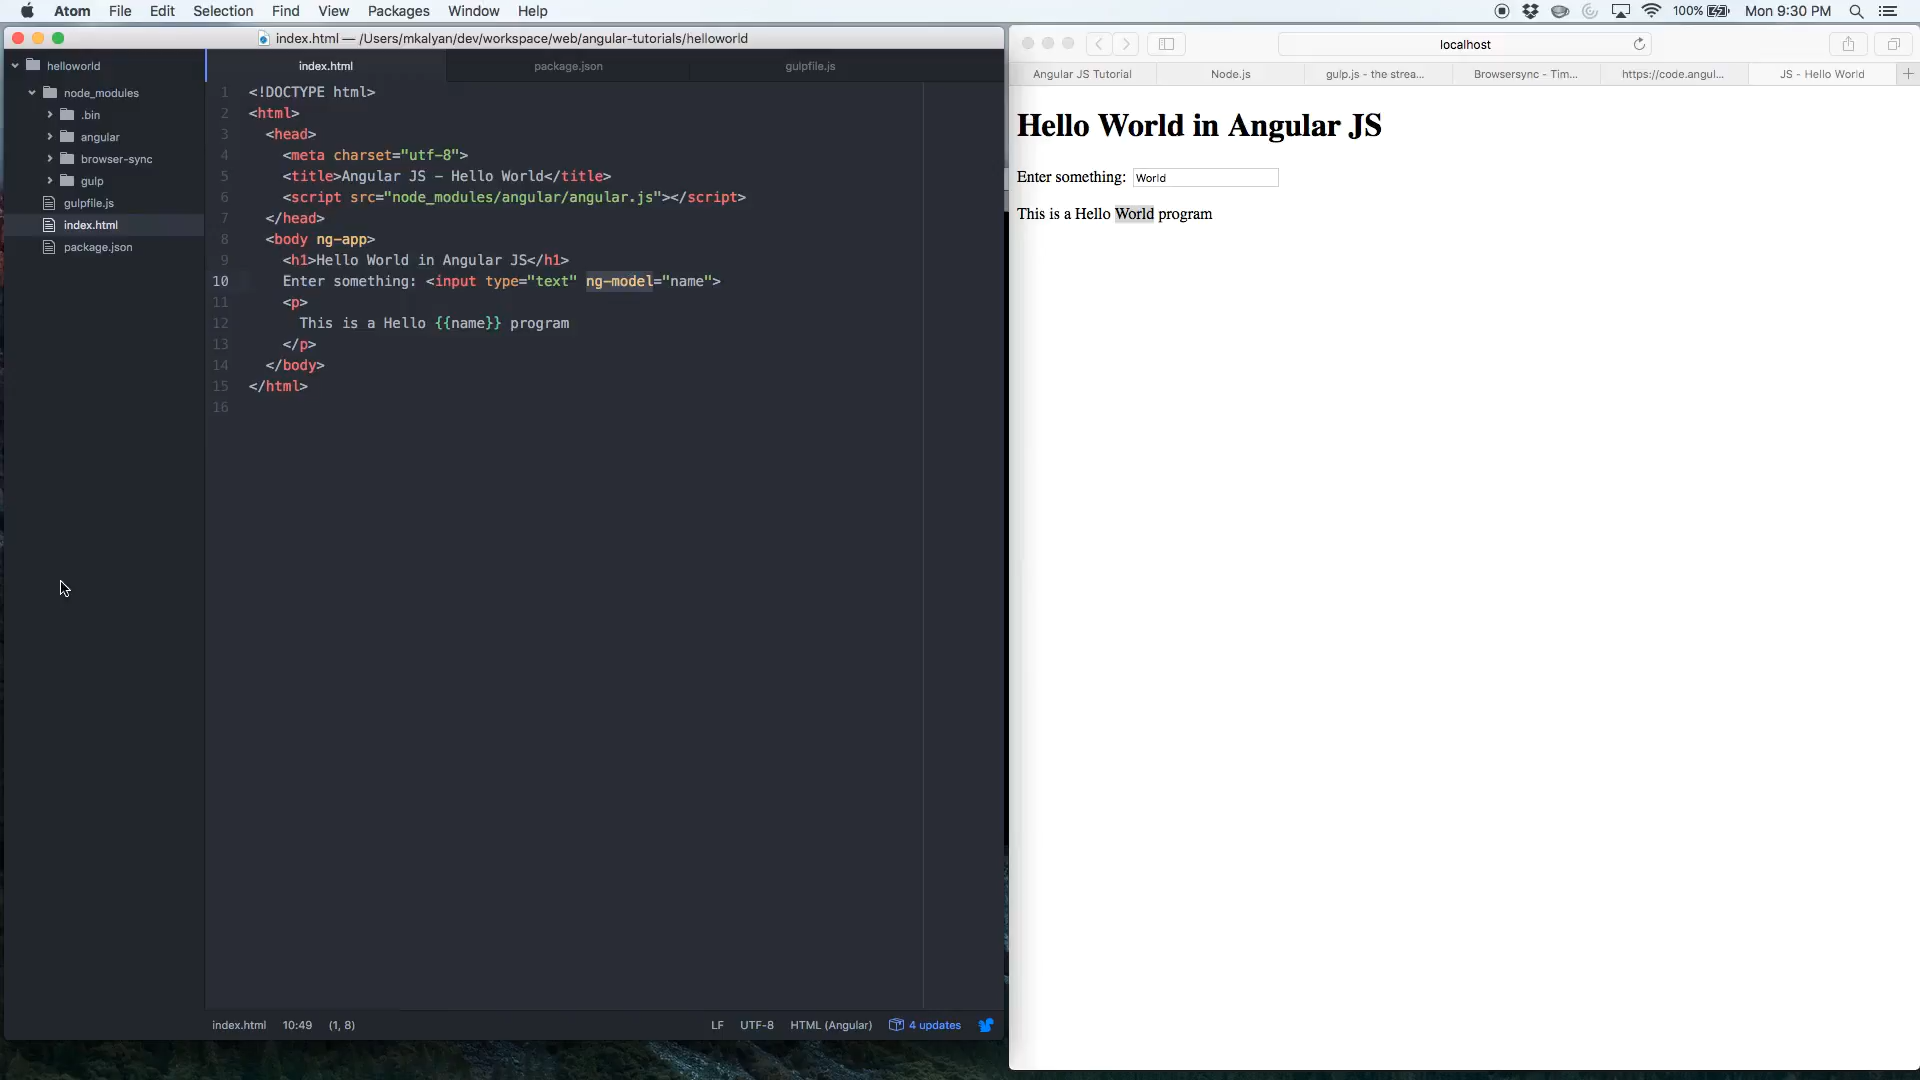 Atom File Edit Selection Find View Packages Window Help
100% Mon 9:30 PM
index.html — /Users/mkalyan/dev/workspace/web/angular-tutorials/helloworld
helloworld
node_modules
.bin
angular
browser-sync
gulp
gulpfile.js
index.html
package.json
index.html package.json gulpfile.js
1 <!DOCTYPE html>
2 <html>
3 <head>
4 <meta charset="utf-8">
5 <title>Angular JS - Hello World</title>
6 <script src="node_modules/angular/angular.js"></script>
7 </head>
8 <body ng-app>
9 <h1>Hello World in Angular JS</h1>
10 Enter something: <input type="text" ng-model="name">
11 <p>
12 This is a Hello {{name}} program
13 </p>
14 </body>
15 </html>
16
index.html 10:49 (1, 8) LF UTF-8 HTML (Angular) 4 updates
localhost
Angular JS Tutorial Node.js gulp.js - the strea... Browsersync - Tim... https://code.angul... JS - Hello World
Hello World in Angular JS
Enter something: World
This is a Hello World program